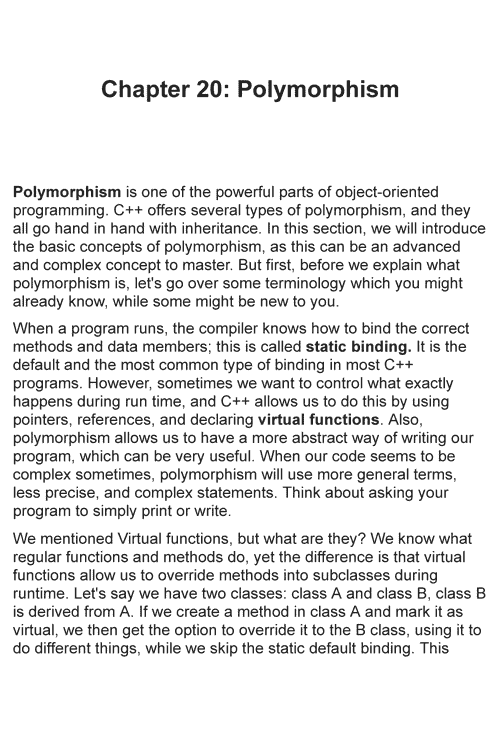 Chapter 20: Polymorphism
Polymorphism is one of the powerful parts of object-oriented
programming. C++ offers several types of polymorphism, and they
all go hand in hand with inheritance. In this section, we will introduce
the basic concepts of polymorphism, as this can be an advanced
and complex concept to master. But first, before we explain what
polymorphism is, let's go over some terminology which you might
already know, while some might be new to you.
When a program runs, the compiler knows how to bind the correct
methods and data members; this is called static binding. It is the
default and the most common type of binding in most C++
programs. However, sometimes we want to control what exactly
happens during run time, and C++ allows us to do this by using
pointers, references, and declaring virtual functions. Also,
polymorphism allows us to have a more abstract way of writing our
program, which can be very useful. When our code seems to be
complex sometimes, polymorphism will use more general terms,
less precise, and complex statements. Think about asking your
program to simply print or write.
We mentioned Virtual functions, but what are they? We know what
regular functions and methods do, yet the difference is that virtual
functions allow us to override methods into subclasses during
runtime. Let's say we have two classes: class A and class B, class B
is derived from A. If we create a method in class A and mark it as
virtual, we then get the option to override it to the B class, using it to
do different things, while we skip the static default binding. This